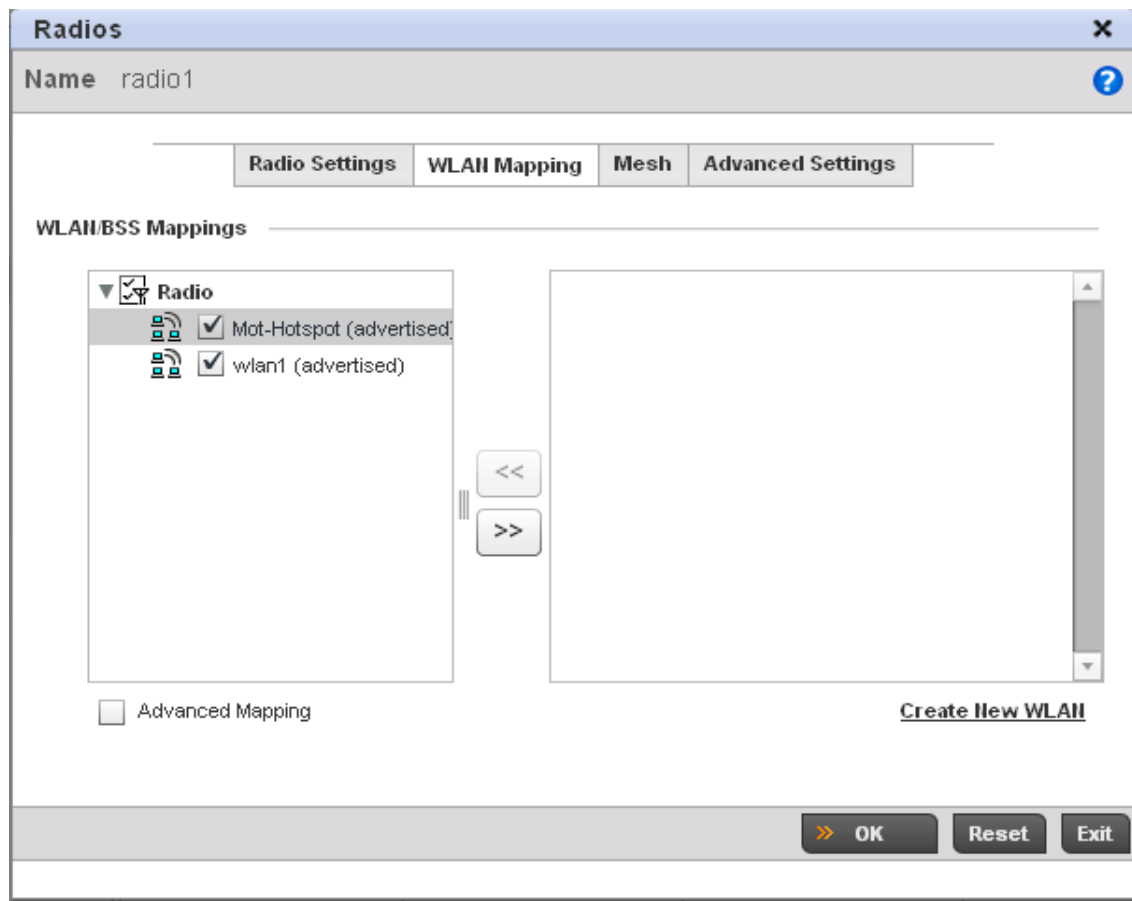 Radios
Name radio1
Radio Settings WLAN Mapping Mesh Advanced Settings
WLAN/BSS Mappings
Radio
Mot-Hotspot (advertised)
wlan1 (advertised)
<<
>>
Advanced Mapping
Create New WLAN
>> OK Reset Exit